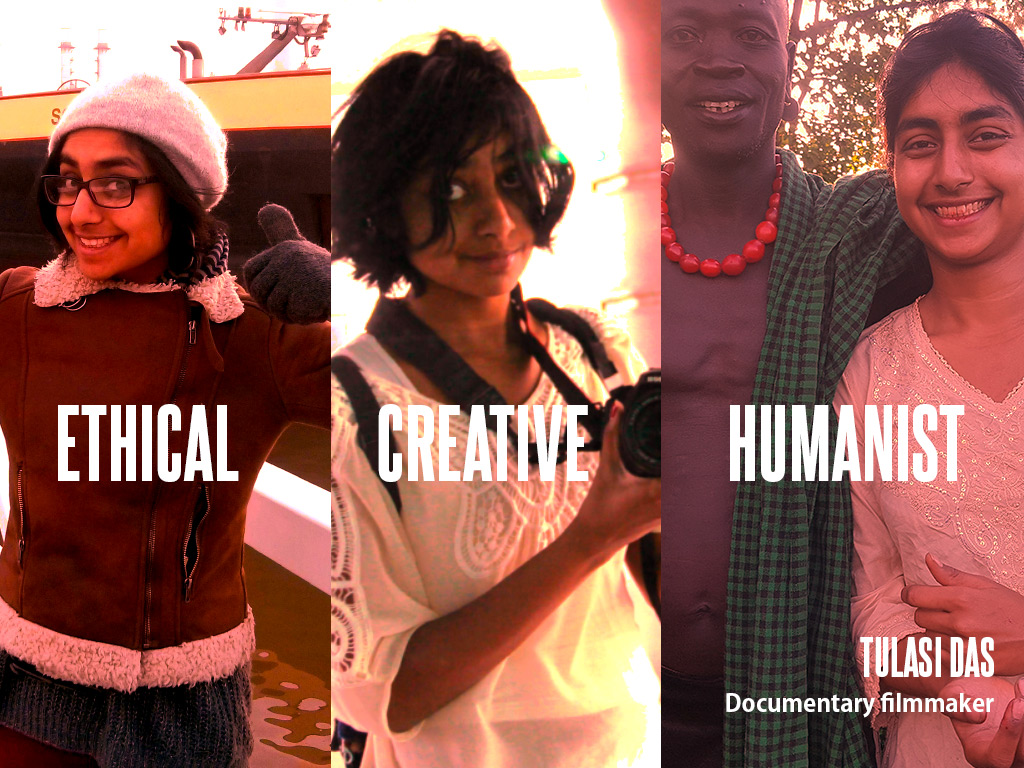 ETHICAL
CREATIVE
HUMANIST
TULASI DAS
Documentary filmmaker